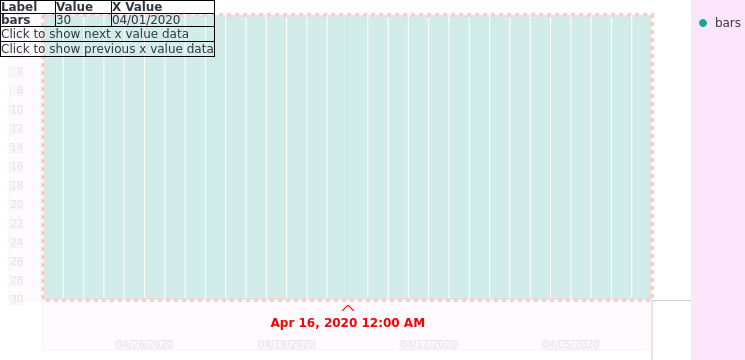 Label Value X Value
bars 30 04/01/2020
Click to show next x value data
Click to show previous x value data
bars
6
8
10
12
14
16
18
20
22
24
26
28
30
Apr 16, 2020 12:00 AM
04/26/2020 04/19/2020 04/12/2020 04/05/2020